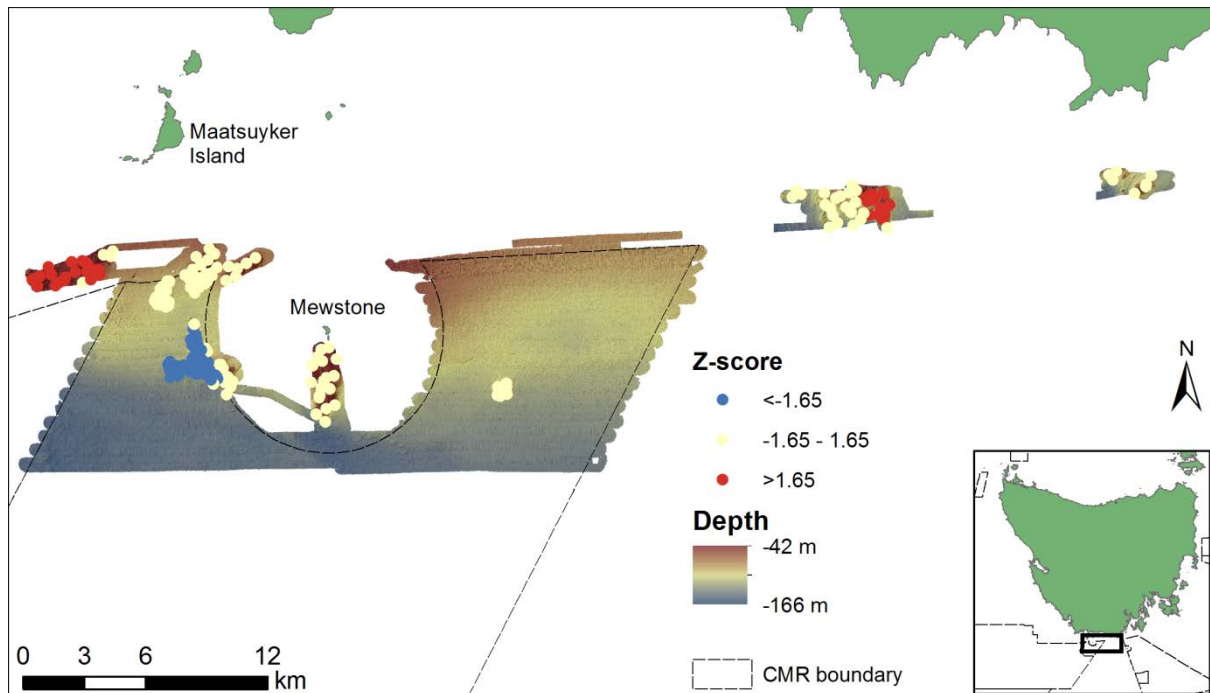 Maatsuyker
Island
Mewstone
N
Z-score
<-1.65
-1.65 - 1.65
>1.65
Depth
-42 m
-166 m
CMR boundary
0 3 6 12
km